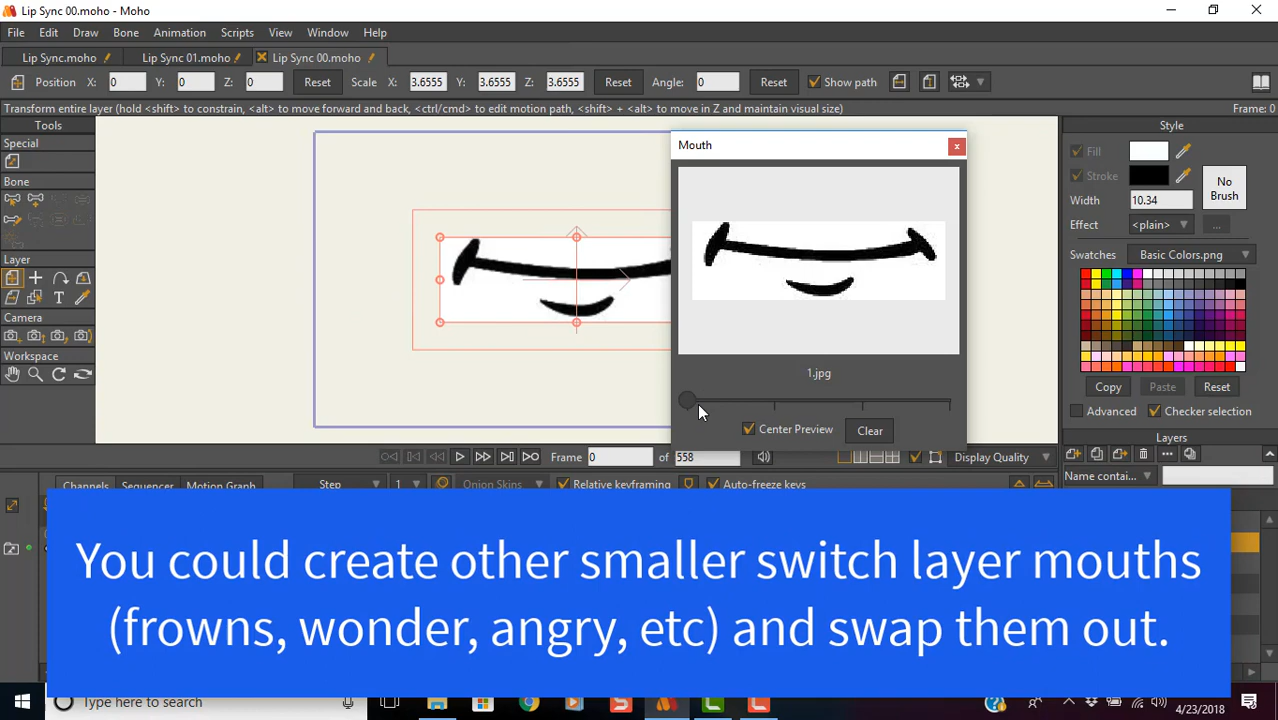 Lip Sync 00.moho - Moho
File Edit Draw Bone Animation Scripts View Window Help
Lip Sync.moho Lip Sync 01.moho Lip Sync 00.moho
Position X: 0 Y: 0 Z: 0 Reset Scale X: 3.6555 Y: 3.6555 Z: 3.6555 Reset Angle: 0 Reset Show path
Transform entire layer (hold <shift> to constrain, <alt> to move forward and back, <ctrl/cmd> to edit motion path, <shift> + <alt> to move in Z and maintain visual size) Frame: 0
Tools
Special
Bone
Layer
Camera
Workspace
Mouth
1.jpg
Center Preview Clear
Style
Fill
Stroke
No Brush
Width 10.34
Effect <plain> ...
Swatches Basic Colors.png
Copy Paste Reset
Advanced Checker selection
Layers
Name contai...
Frame 0 of 558 Display Quality
Channels Sequencer Motion Graph Step 1 Onion Skins Relative keyframing Auto-freeze keys
You could create other smaller switch layer mouths
(frowns, wonder, angry, etc) and swap them out.
Type here to search
4/23/2018